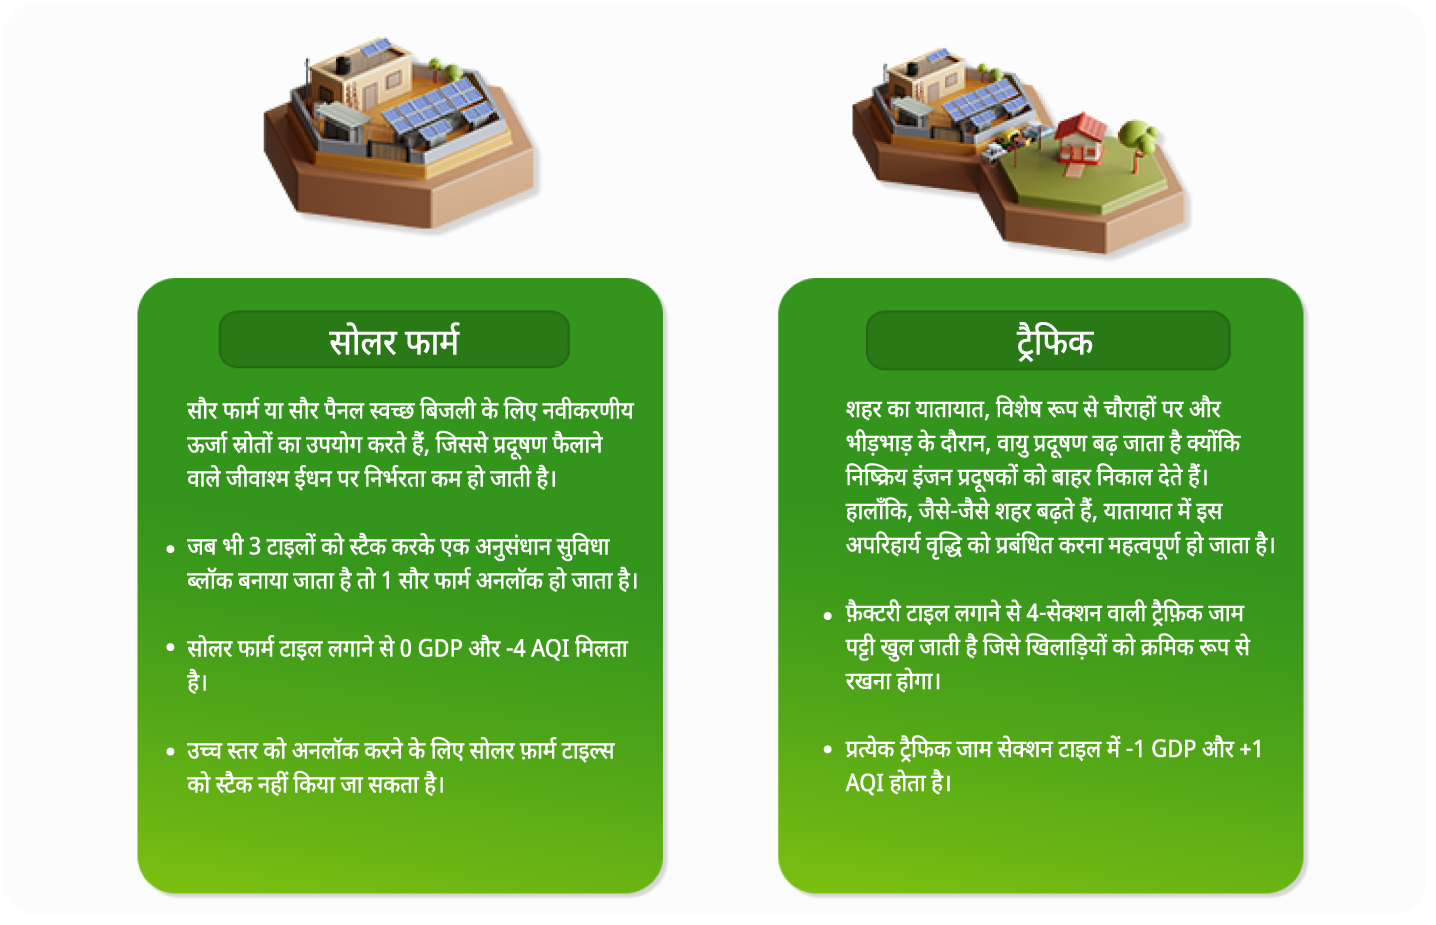 सोलर फार्म
सौर फार्म या सौर पैनल स्वच्छ बिजली के लिए नवीकरणीय
ऊर्जा स्रोतों का उपयोग करते हैं, जिससे प्रदूषण फैलाने
वाले जीवाश्म ईधन पर निर्भरता कम हो जाती है।
• जब भी 3 टाइलों को स्टैक करके एक अनुसंधान सुविधा
ब्लॉक बनाया जाता है तो 1 सौर फार्म अनलॉक हो जाता है।
• सोलर फार्म टाइल लगाने से 0 GDP और -4 AQI मिलता
है।
• उच्च स्तर को अनलॉक करने के लिए सोलर फ़ार्म टाइल्स
को स्टैक नहीं किया जा सकता है।
ट्रैफिक
शहर का यातायात, विशेष रूप से चौराहों पर और
भीड़भाड़ के दौरान, वायु प्रदूषण बढ़ जाता है क्योंकि
निष्क्रिय इंजन प्रदूषकों को बाहर निकाल देते हैं।
हालाँकि, जैसे-जैसे शहर बढ़ते हैं, यातायात में इस
अपरिहार्य वृद्धि को प्रबंधित करना महत्वपूर्ण हो जाता है।
• फ़ैक्टरी टाइल लगाने से 4-सेक्शन वाली ट्रैफ़िक जाम
पट्टी खुल जाती है जिसे खिलाड़ियों को क्रमिक रूप से
रखना होगा।
• प्रत्येक ट्रैफिक जाम सेक्शन टाइल में -1 GDP और +1
AQI होता है।